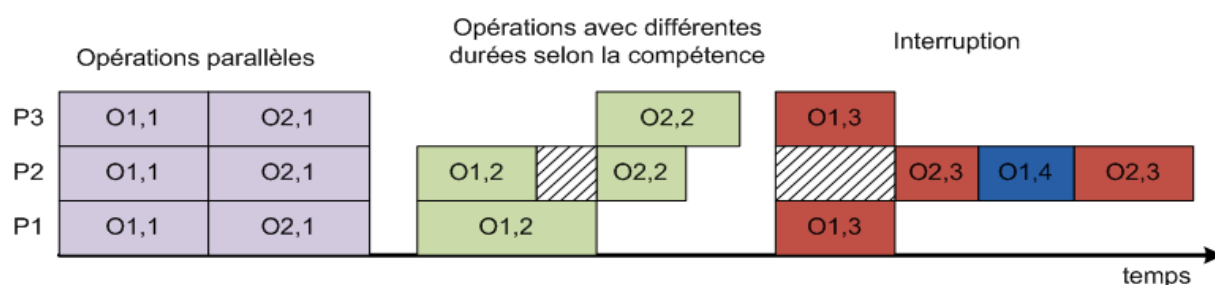 Opérations parallèles
Opérations avec différentes
durées selon la compétence
Interruption
P3 O1,1 O2,1 O2,2 O1,3
P2 O1,1 O2,1 O1,2 O2,2 O2,3 O1,4 O2,3
P1 O1,1 O2,1 O1,2 O1,3
temps